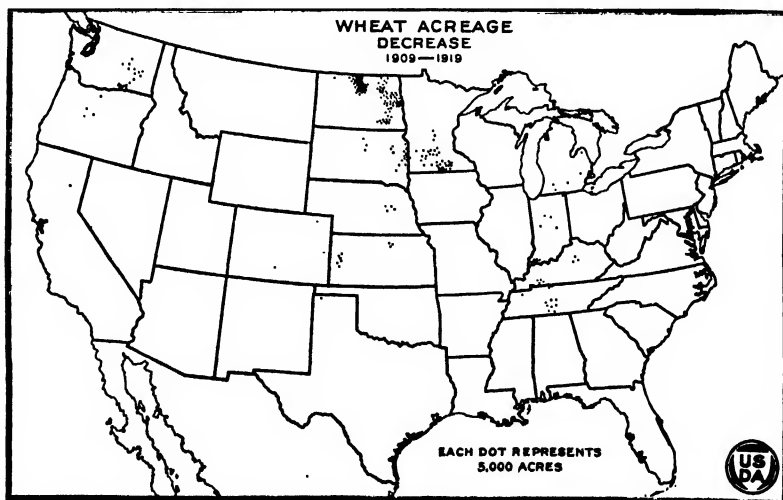 WHEAT ACREAGE
DECREASE
1909—1919
EACH DOT REPRESENTS
5,000 ACRES
US
DA